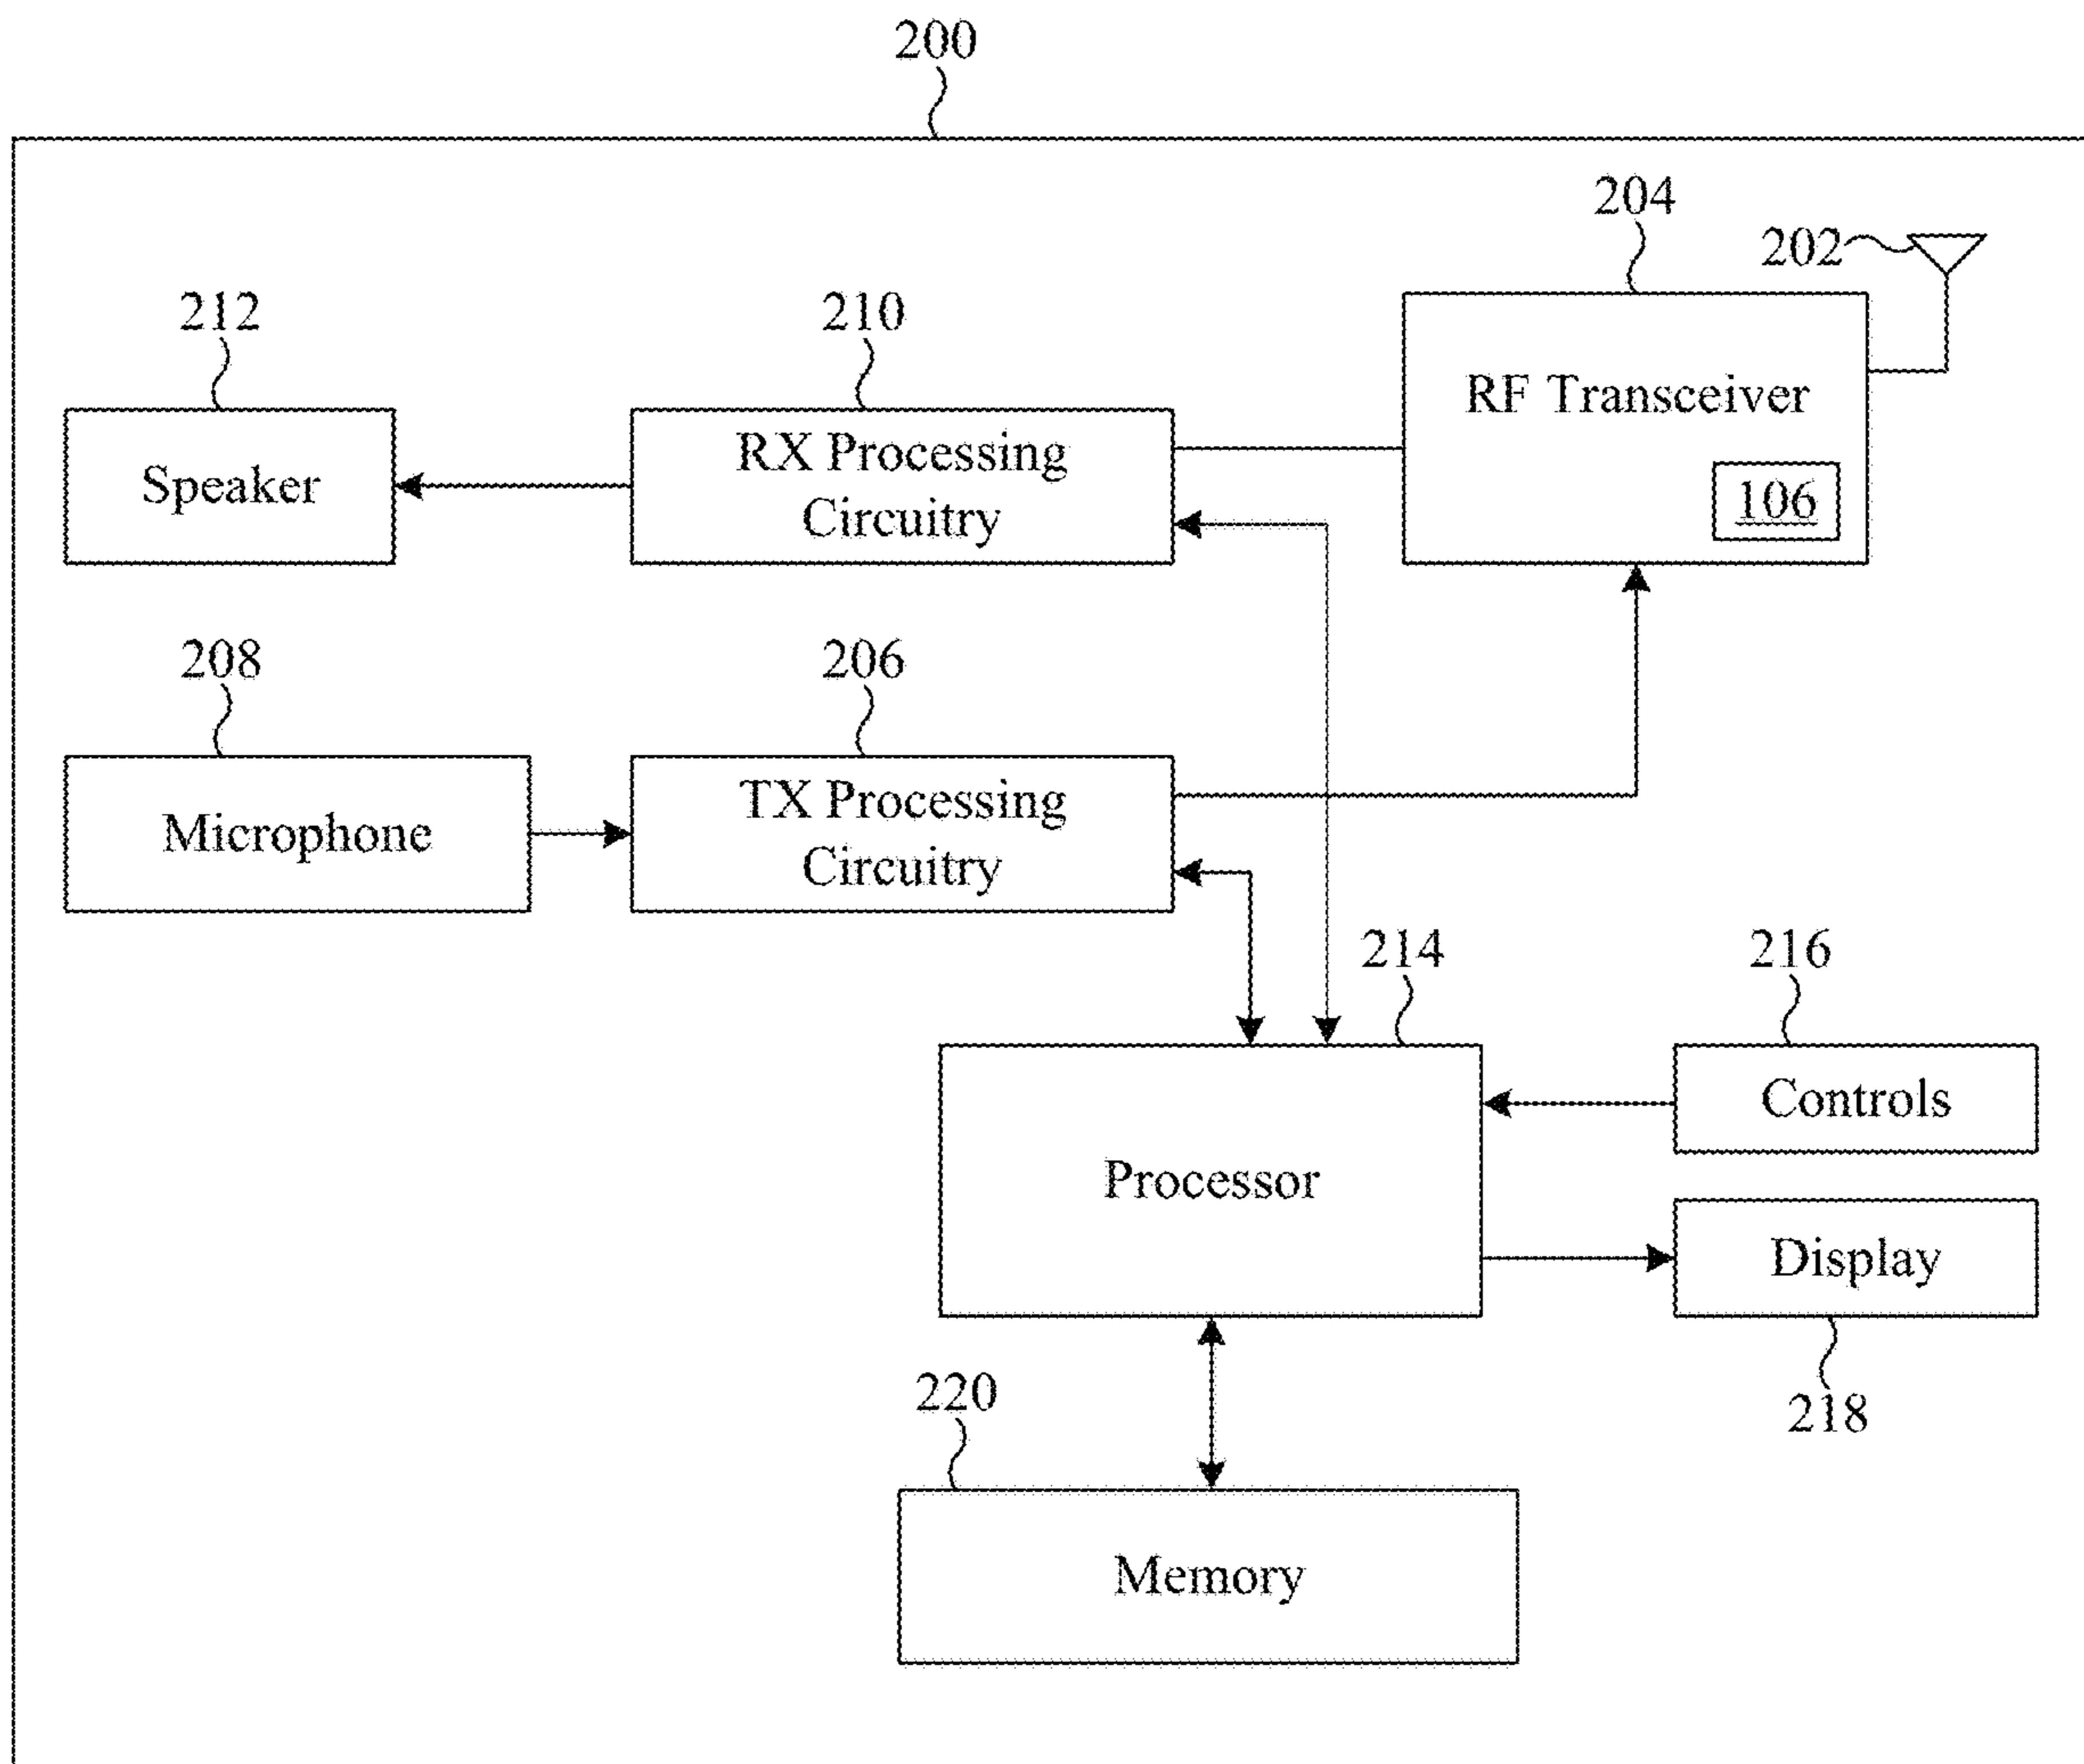 200
204
202
212
210
RF Transceiver
Speaker
RX Processing
Circuitry
106
208
206
Microphone
TX Processing
Circuitry
214
216
Controls
Processor
Display
220
218
Memory